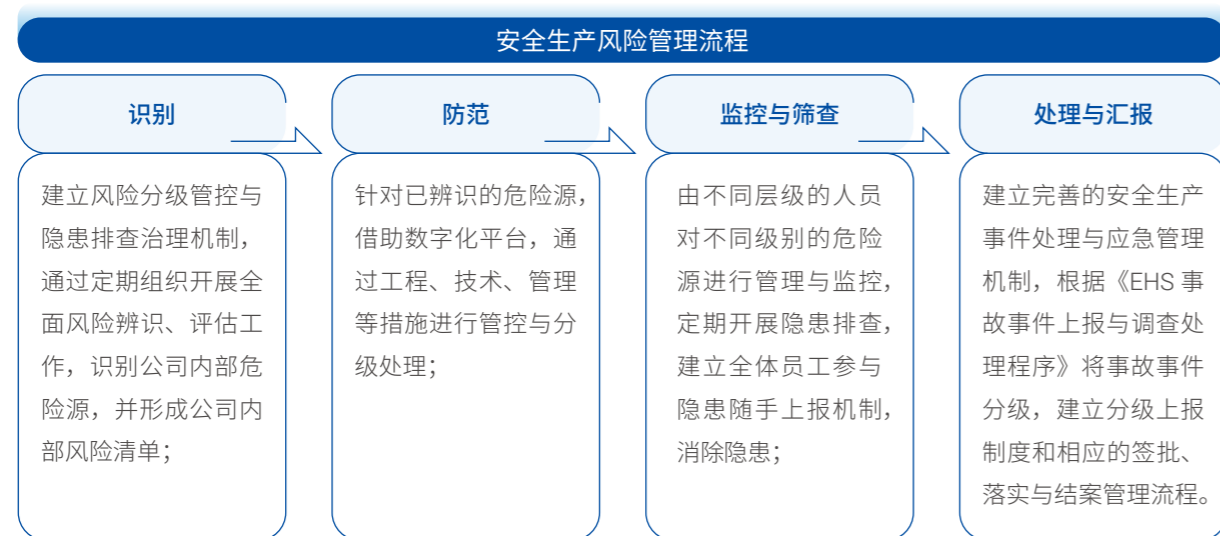 安全生产风险管理流程
识别
建立风险分级管控与
隐患排查治理机制，
通过定期组织开展全
面风险辨识、评估工
作，识别公司内部危
险源，并形成公司内
部风险清单；
防范
针对已辨识的危险源，
借助数字化平台，通
过工程、技术、管理
等措施进行管控与分
级处理；
监控与筛查
由不同层级的人员
对不同级别的危险
源进行管理与监控，
定期开展隐患排查，
建立全体员工参与
隐患随手上报机制，
消除隐患；
处理与汇报
建立完善的安全生产
事件处理与应急管理
机制，根据《EHS 事
故事件上报与调查处
理程序》将事故事件
分级，建立分级上报
制度和相应的签批、
落实与结案管理流程。